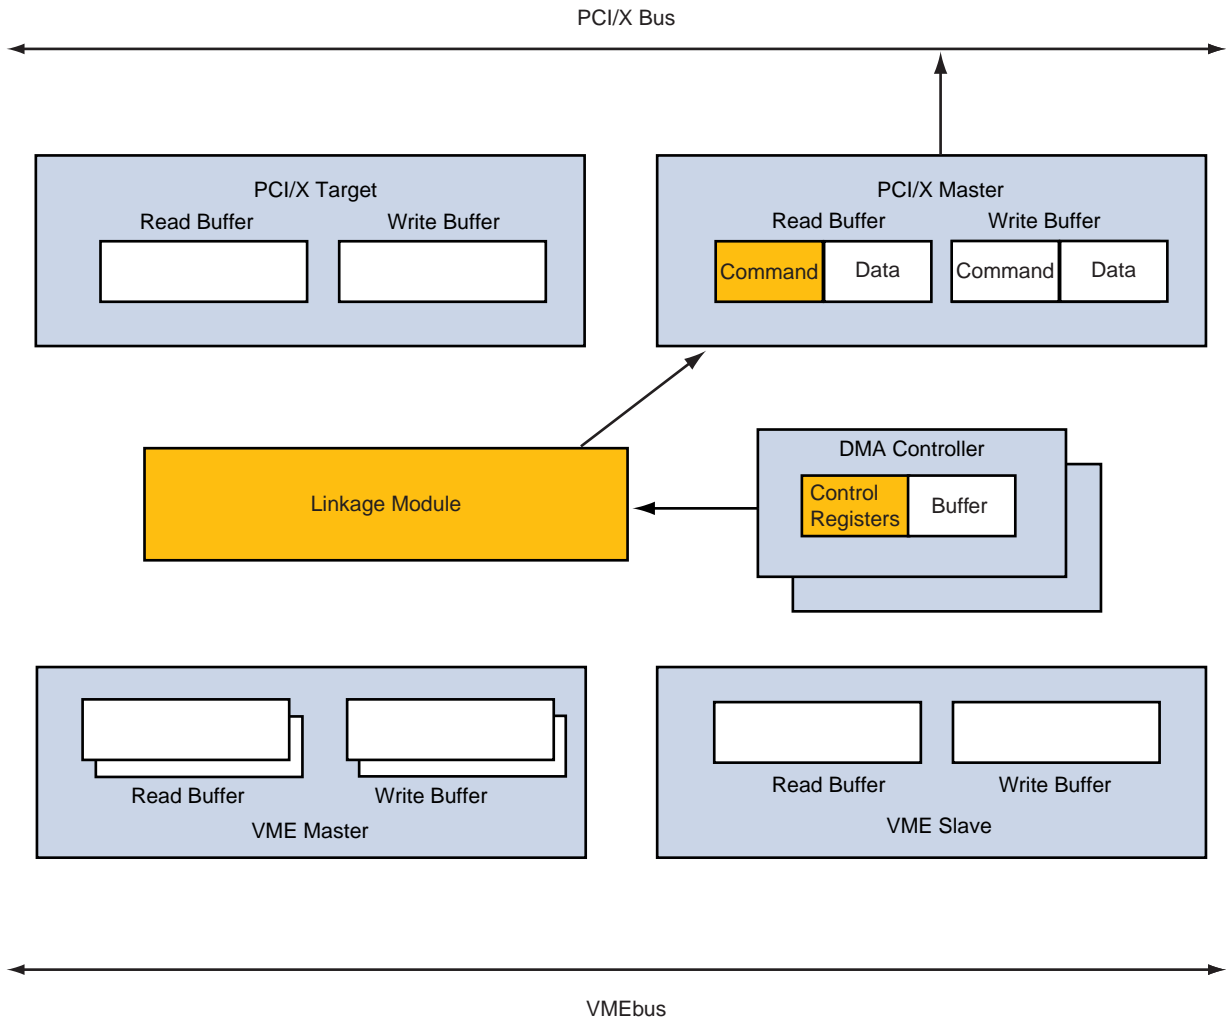 PCI/X Bus
PCI/X Target
Read Buffer
Write Buffer
PCI/X Master
Read Buffer
Write Buffer
Command
Data
Command
Data
Linkage Module
DMA Controller
Control
Registers
Buffer
Read Buffer
Write Buffer
VME Master
Read Buffer
Write Buffer
VME Slave
VMEbus